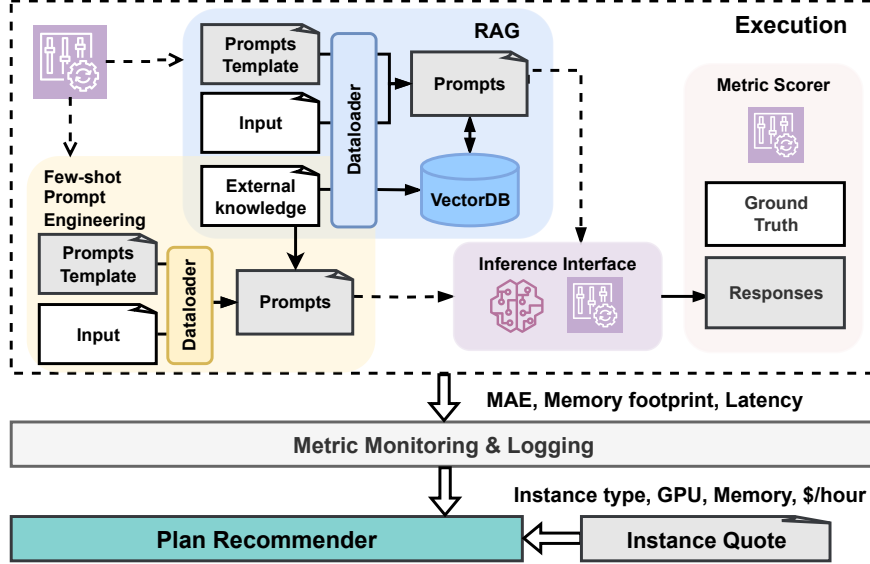 Execution
RAG
Prompts
Template
Input
External
knowledge
Dataloader
Prompts
VectorDB
Few-shot
Prompt
Engineering
Prompts
Template
Input
Dataloader
Prompts
Inference Interface
Metric Scorer
Ground
Truth
Responses
MAE, Memory footprint, Latency
Metric Monitoring & Logging
Instance type, GPU, Memory, $/hour
Plan Recommender
Instance Quote